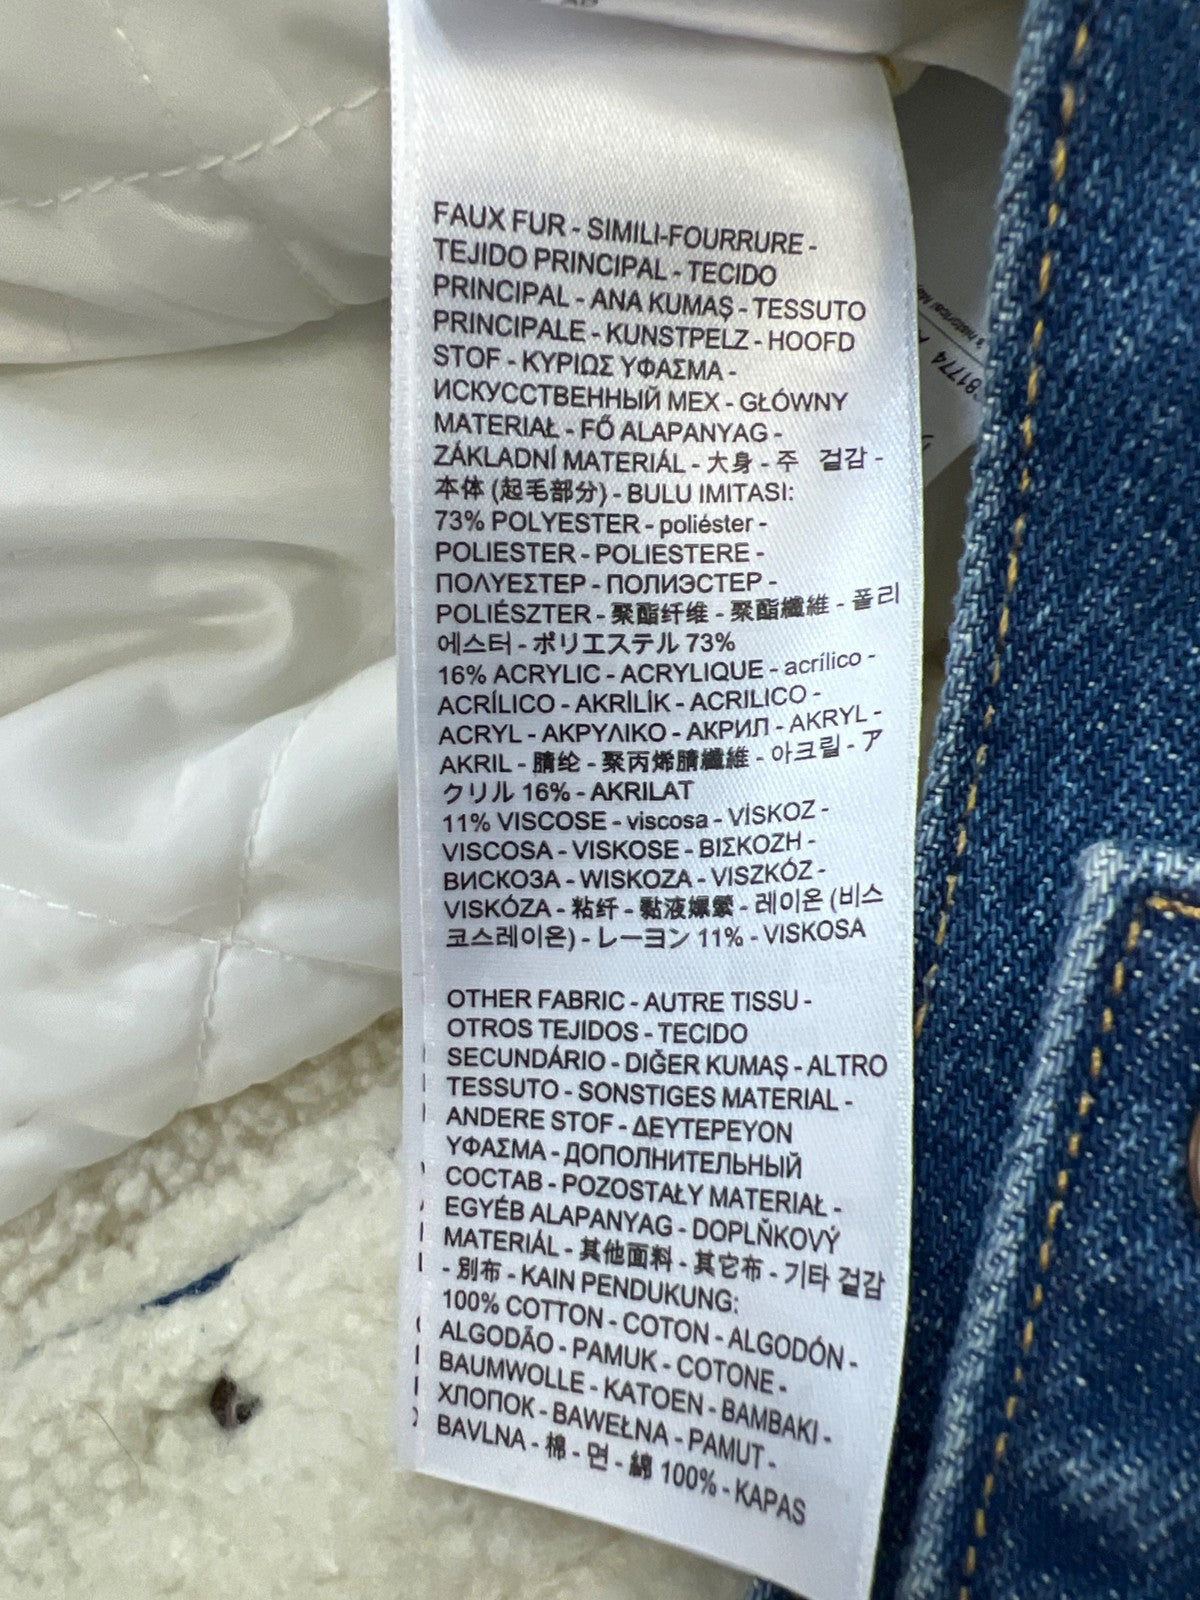 FAUX FUR - SIMILI-FOURRURE -
TEJIDO PRINCIPAL - TECIDO
PRINCIPAL - ANA KUMAŞ - TESSUTO
PRINCIPALE - KUNSTPELZ - HOOFD
STOF - ΚΥΡΙΩΣ ΥΦΑΣΜΑ -
ИСКУССТВЕННЫЙ МЕХ - GŁÓWNY
MATERIAŁ - FŐ ALAPANYAG -
ZÁKLADNÍ MATERIÁL - 大身 - 주 겉감 -
本体 (起毛部分) - BULU IMITASI:
73% POLYESTER - poliéster -
POLIESTER - POLIESTERE -
ΠΟΛΥΕΣΤΕΡ - ПОЛИЭСТЕР -
POLIÉSZTER - 聚酯纤维 - 聚酯纖維 - 폴리
에스터 - ポリエステル 73%
16% ACRYLIC - ACRYLIQUE - acrílico -
ACRÍLICO - AKRİLİK - ACRILICO -
ACRYL - ΑΚΡΥΛΙΚΟ - АКРИЛ - AKRYL -
AKRIL - 腈纶 - 聚丙烯腈纖維 - 아크릴 - ア
クリル 16% - AKRILAT
11% VISCOSE - viscosa - VİSKOZ -
VISCOSA - VISKOSE - ΒΙΣΚΟΖΗ -
ВИСКОЗА - WISKOZA - VISZKÓZ -
VISKÓZA - 粘纤 - 黏液嫘縈 - 레이온 (비스
코스레이온) - レーヨン 11% - VISKOSA
OTHER FABRIC - AUTRE TISSU -
OTROS TEJIDOS - TECIDO
SECUNDÁRIO - DIĞER KUMAŞ - ALTRO
TESSUTO - SONSTIGES MATERIAL -
ANDERE STOF - ΔΕΥΤΕΡΕΥΟΝ
ΥΦΑΣΜΑ - ДОПОЛНИТЕЛЬНЫЙ
СОСТАВ - POZOSTAŁY MATERIAŁ -
EGYÉB ALAPANYAG - DOPLŇKOVÝ
MATERIÁL - 其他面料 - 其它布 - 기타 겉감
- 別布 - KAIN PENDUKUNG:
100% COTTON - COTON - ALGODÓN -
ALGODÃO - PAMUK - COTONE -
BAUMWOLLE - KATOEN - ΒΑΜΒΑΚΙ -
ХЛОПОК - BAWEŁNA - PAMUT -
BAVLNA - 棉 - 면 - 綿 100% - KAPAS
81774